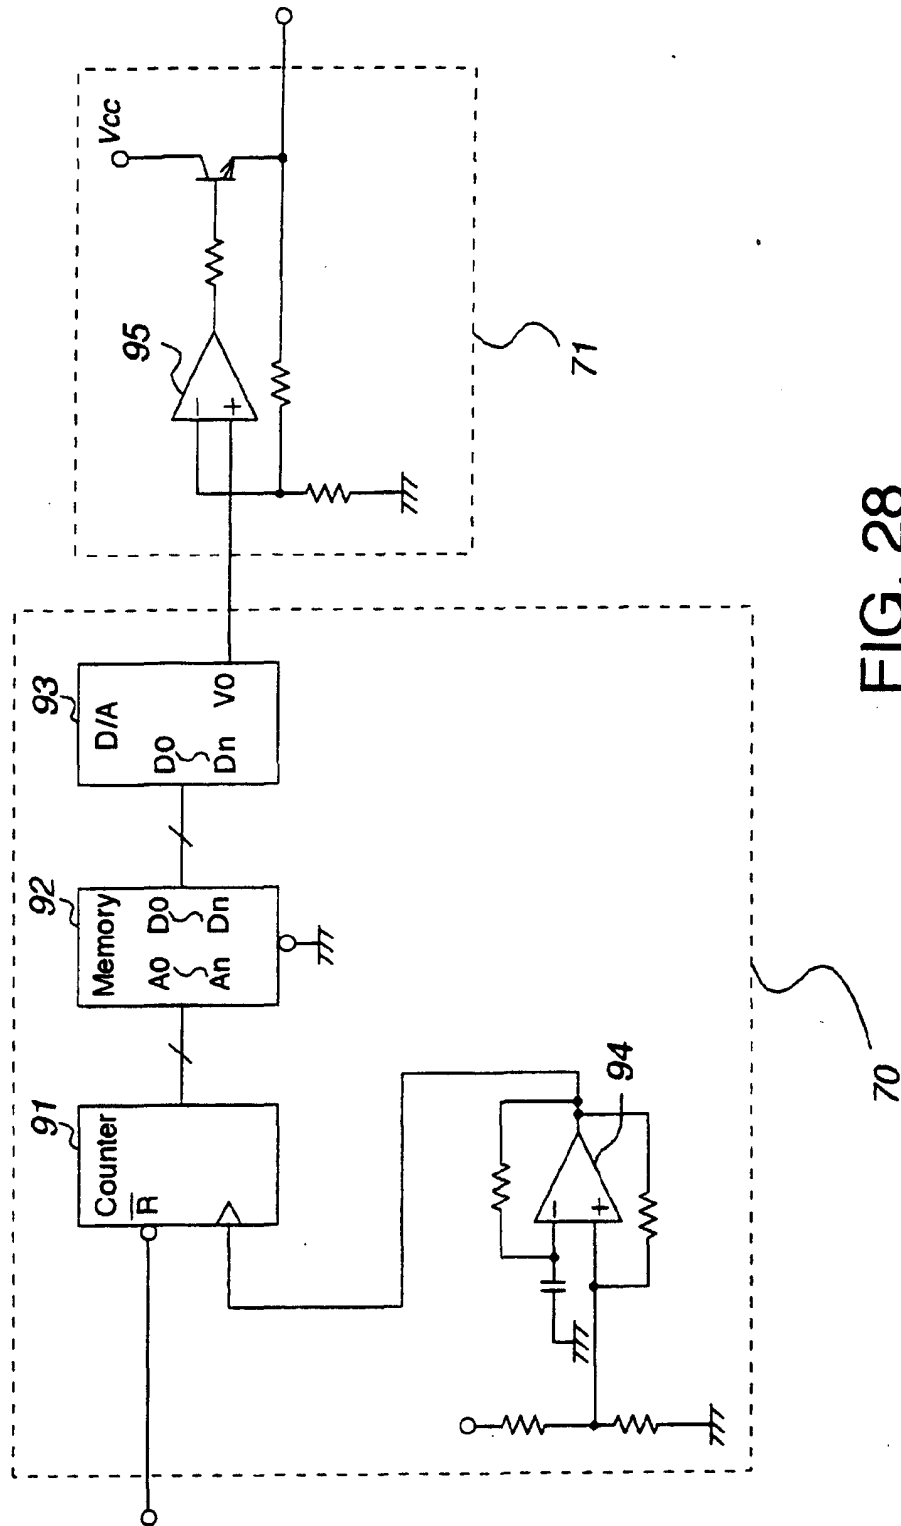 91
Counter
R
92
Memory
A0 D0
An Dn
93
D/A
D0
Dn
V0
95
−
+
Vcc
71
94
−
+
70
FIG. 28